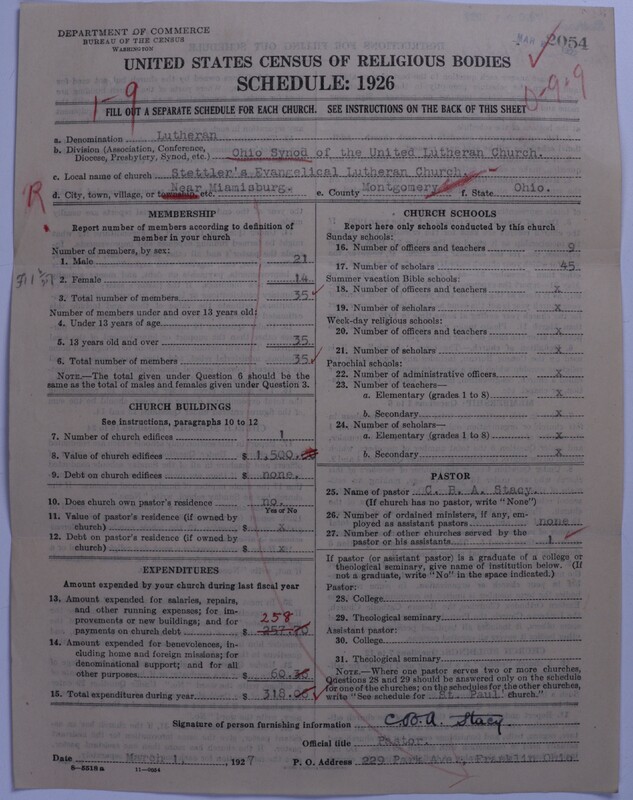 DEPARTMENT OF COMMERCE
BUREAU OF THE CENSUS
WASHINGTON
2054
UNITED STATES CENSUS OF RELIGIOUS BODIES
SCHEDULE: 1926
1-9
D-9-9
FILL OUT A SEPARATE SCHEDULE FOR EACH CHURCH. SEE INSTRUCTIONS ON THE BACK OF THIS SHEET
a. Denomination Lutheran
b. Division (Association, Conference,
Diocese, Presbytery, Synod, etc.) Ohio Synod of the United Lutheran Church.
c. Local name of church Stettler's Evangelical Lutheran Church.
d. City, town, village, or township, etc. Near Miamisburg. e. County Montgomery f. State Ohio.
R
MEMBERSHIP
Report number of members according to definition of
member in your church
Number of members, by sex:
1. Male 21
2. Female 14
3. Total number of members 35
Number of members under and over 13 years old:
4. Under 13 years of age
5. 13 years old and over 35
6. Total number of members 35
NOTE.—The total given under Question 6 should be the
same as the total of males and females given under Question 3.
CHURCH BUILDINGS
See instructions, paragraphs 10 to 12
7. Number of church edifices 1
8. Value of church edifices $ 1,500.
9. Debt on church edifices $ none.
10. Does church own pastor's residence no.
Yes or No
11. Value of pastor's residence (if owned by
church) $ x
12. Debt on pastor's residence (if owned by
church) $ x
EXPENDITURES
Amount expended by your church during last fiscal year
13. Amount expended for salaries, repairs,
and other running expenses; for im-
provements or new buildings; and for
payments on church debt $ 257.70
258
14. Amount expended for benevolences, in-
cluding home and foreign missions; for
denominational support; and for all
other purposes $ 60.
15. Total expenditures during year $ 318.
CHURCH SCHOOLS
Report here only schools conducted by this church
Sunday schools:
16. Number of officers and teachers 9
17. Number of scholars 45
Summer vacation Bible schools:
18. Number of officers and teachers x
19. Number of scholars x
Week-day religious schools:
20. Number of officers and teachers x
21. Number of scholars x
Parochial schools:
22. Number of administrative officers x
23. Number of teachers—
a. Elementary (grades 1 to 8) x
b. Secondary x
24. Number of scholars—
a. Elementary (grades 1 to 8) x
b. Secondary x
PASTOR
25. Name of pastor C. B. A. Stacy.
(If church has no pastor, write "None")
26. Number of ordained ministers, if any, em-
ployed as assistant pastors none
27. Number of other churches served by the
pastor or his assistants 1
If pastor (or assistant pastor) is a graduate of a college or
theological seminary, give name of institution below. (If
not a graduate, write "No" in the space indicated.)
Pastor:
28. College
29. Theological seminary
Assistant pastor:
30. College
31. Theological seminary
NOTE.—Where one pastor serves two or more churches,
Questions 28 and 29 should be answered only on the schedule
for one of the churches; on the schedules for the other churches,
write "See schedule for St. Paul church."
Signature of person furnishing information C.B.A. Stacy.
Official title Pastor.
Date March 1, 1927 P. O. Address 229 Park Ave., Franklin Ohio
8-5518a 11-9054